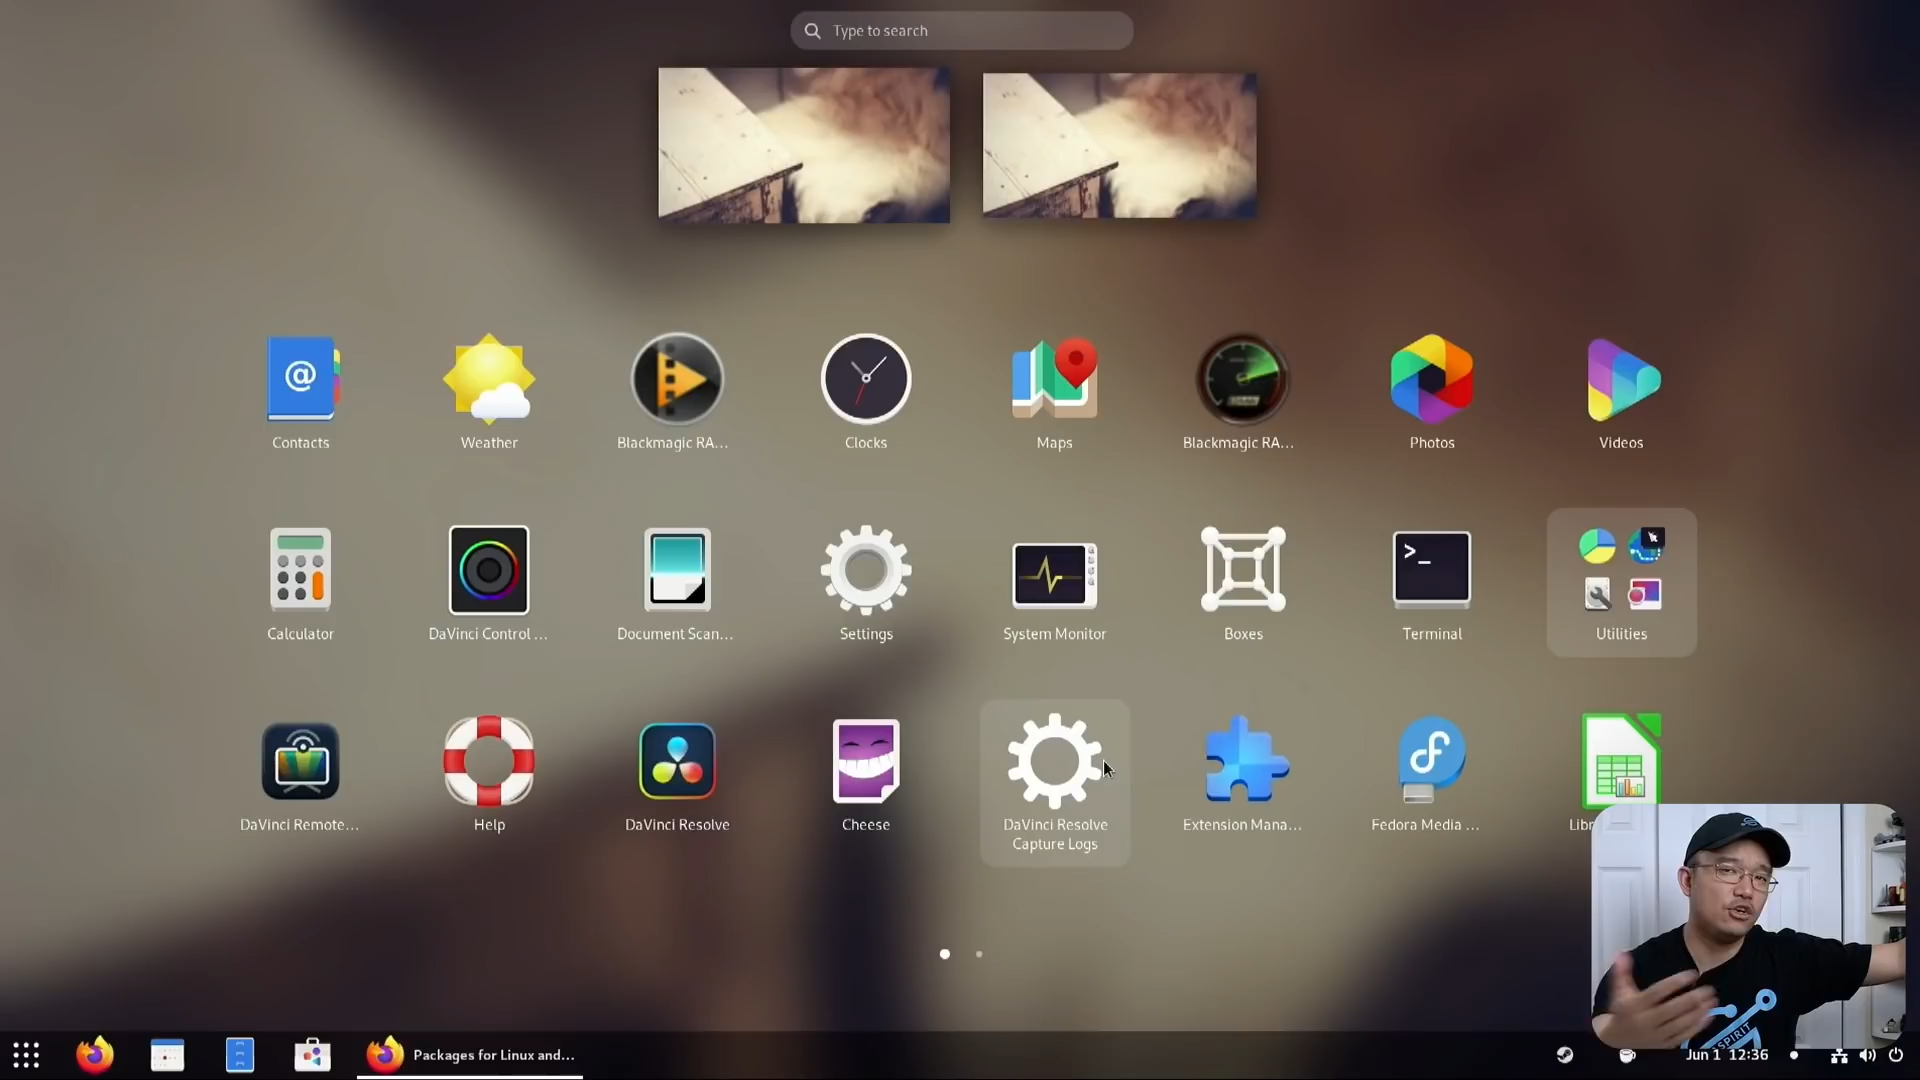 Type to search
Contacts
Weather
Blackmagic RA...
Clocks
Maps
Blackmagic RA...
Photos
Videos
Calculator
DaVinci Control ...
Document Scan...
Settings
System Monitor
Boxes
Terminal
Utilities
DaVinci Remote...
Help
DaVinci Resolve
Cheese
DaVinci Resolve
Capture Logs
Extension Mana...
Fedora Media ...
Libr
Packages for Linux and...
Jun 1 12:36